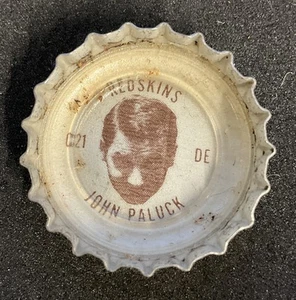 REDSKINS
C21
DE
JOHN PALUCK